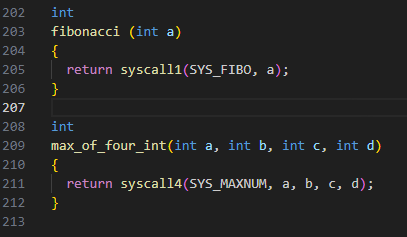 202 int
203 fibonacci (int a)
204 {
205   return syscall1(SYS_FIBO, a);
206 }
207
208 int
209 max_of_four_int(int a, int b, int c, int d)
210 {
211   return syscall4(SYS_MAXNUM, a, b, c, d);
212 }
213